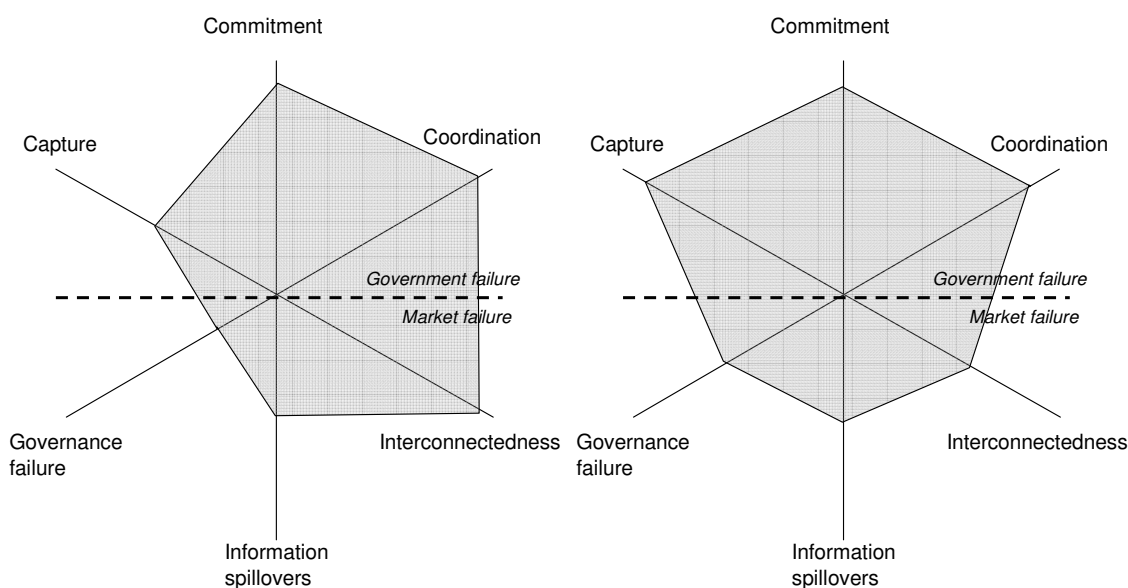 Commitment
Capture
Coordination
Government failure
Market failure
Governance
failure
Interconnectedness
Information
spillovers
Commitment
Capture
Coordination
Government failure
Market failure
Governance
failure
Interconnectedness
Information
spillovers